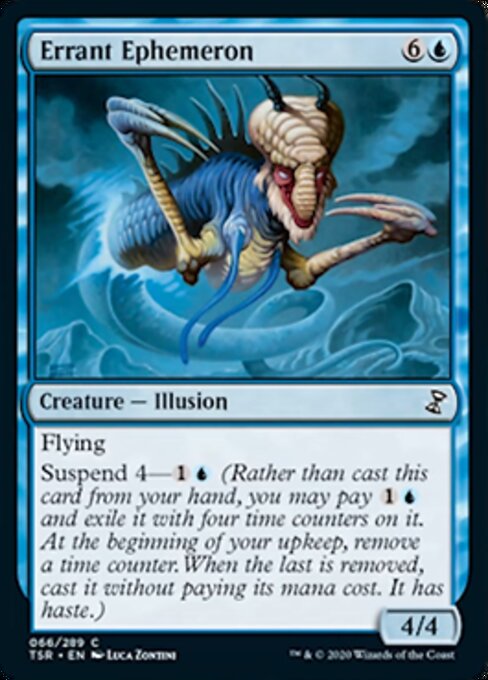 Errant Ephemeron 6
Creature — Illusion
Flying
Suspend 4—1 (Rather than cast this
card from your hand, you may pay 1
and exile it with four time counters on it.
At the beginning of your upkeep, remove
a time counter. When the last is removed,
cast it without paying its mana cost. It has
haste.)
4/4
066/289 C
TSR • EN Luca Zontini
™ & © 2020 Wizards of the Coast